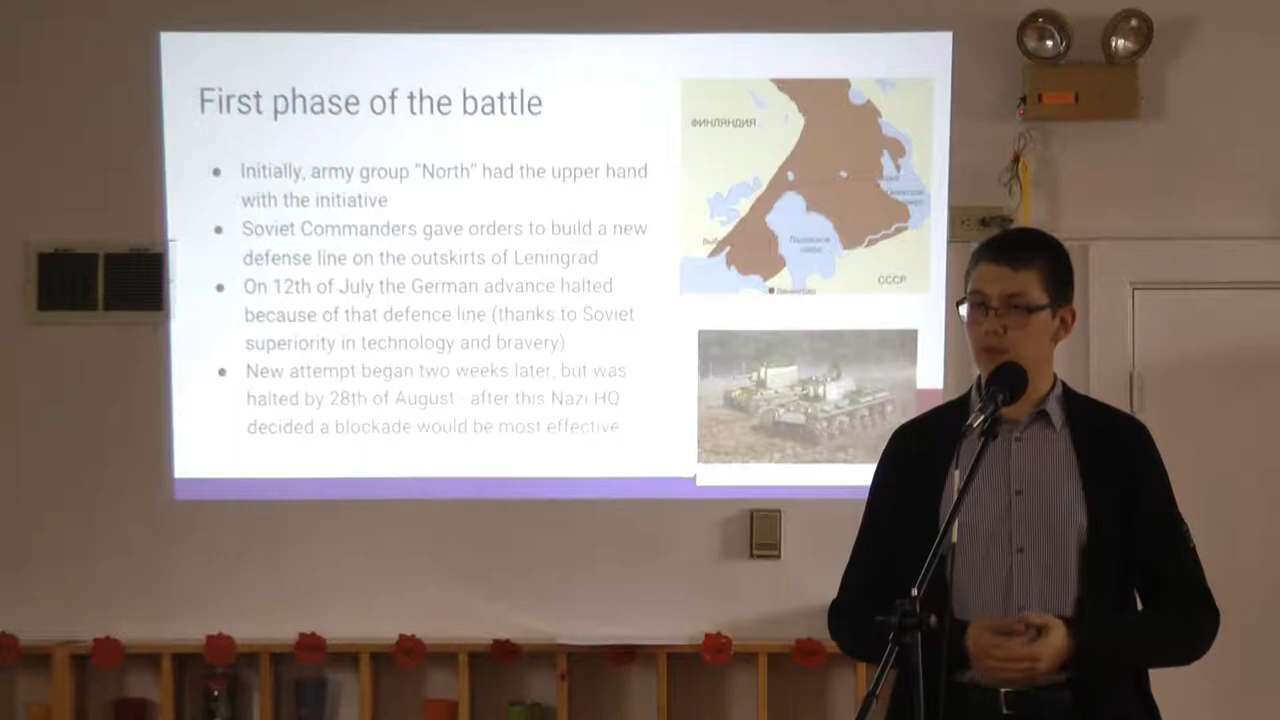 First phase of the battle
Initially, army group “North” had the upper hand
with the initiative
Soviet Commanders gave orders to build a new
defense line on the outskirts of Leningrad
On 12th of July the German advance halted
because of that defence line (thanks to Soviet
superiority in technology and bravery)
New attempt began two weeks later, but was
halted by 28th of August - after this Nazi HQ
decided a blockade would be most effective
ФИНЛЯНДИЯ
Ладожское
озеро
СССР
Ленинград